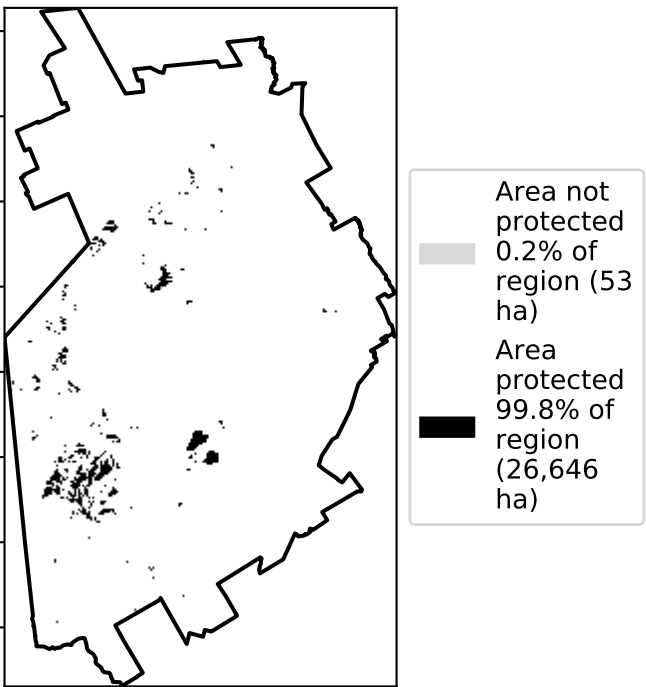 Area not
protected
0.2% of
region (53
ha)
Area
protected
99.8% of
region
(26,646
ha)